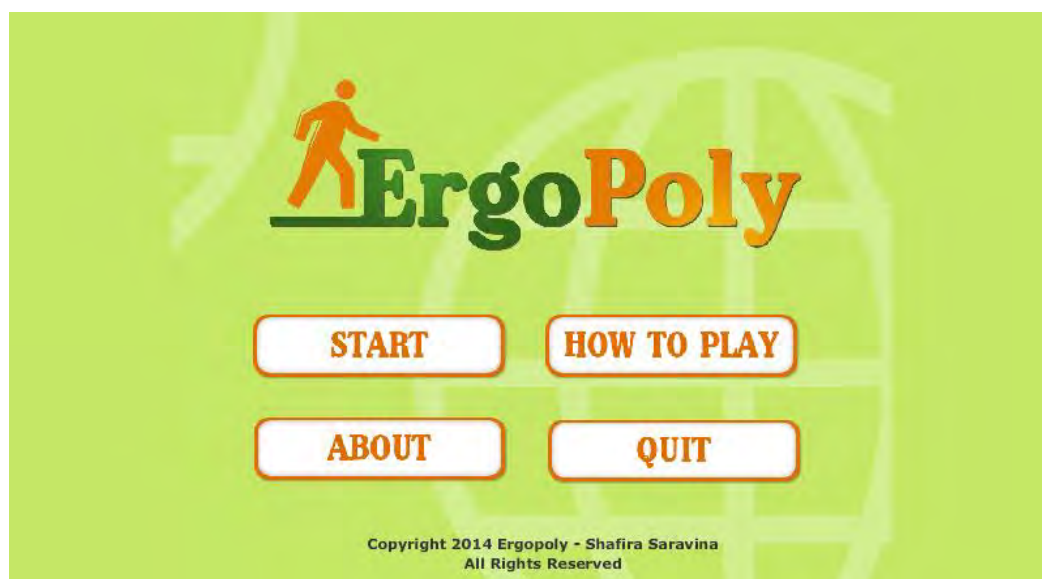 ErgoPoly
START
HOW TO PLAY
ABOUT
QUIT
Copyright 2014 Ergopoly - Shafira Saravina
All Rights Reserved